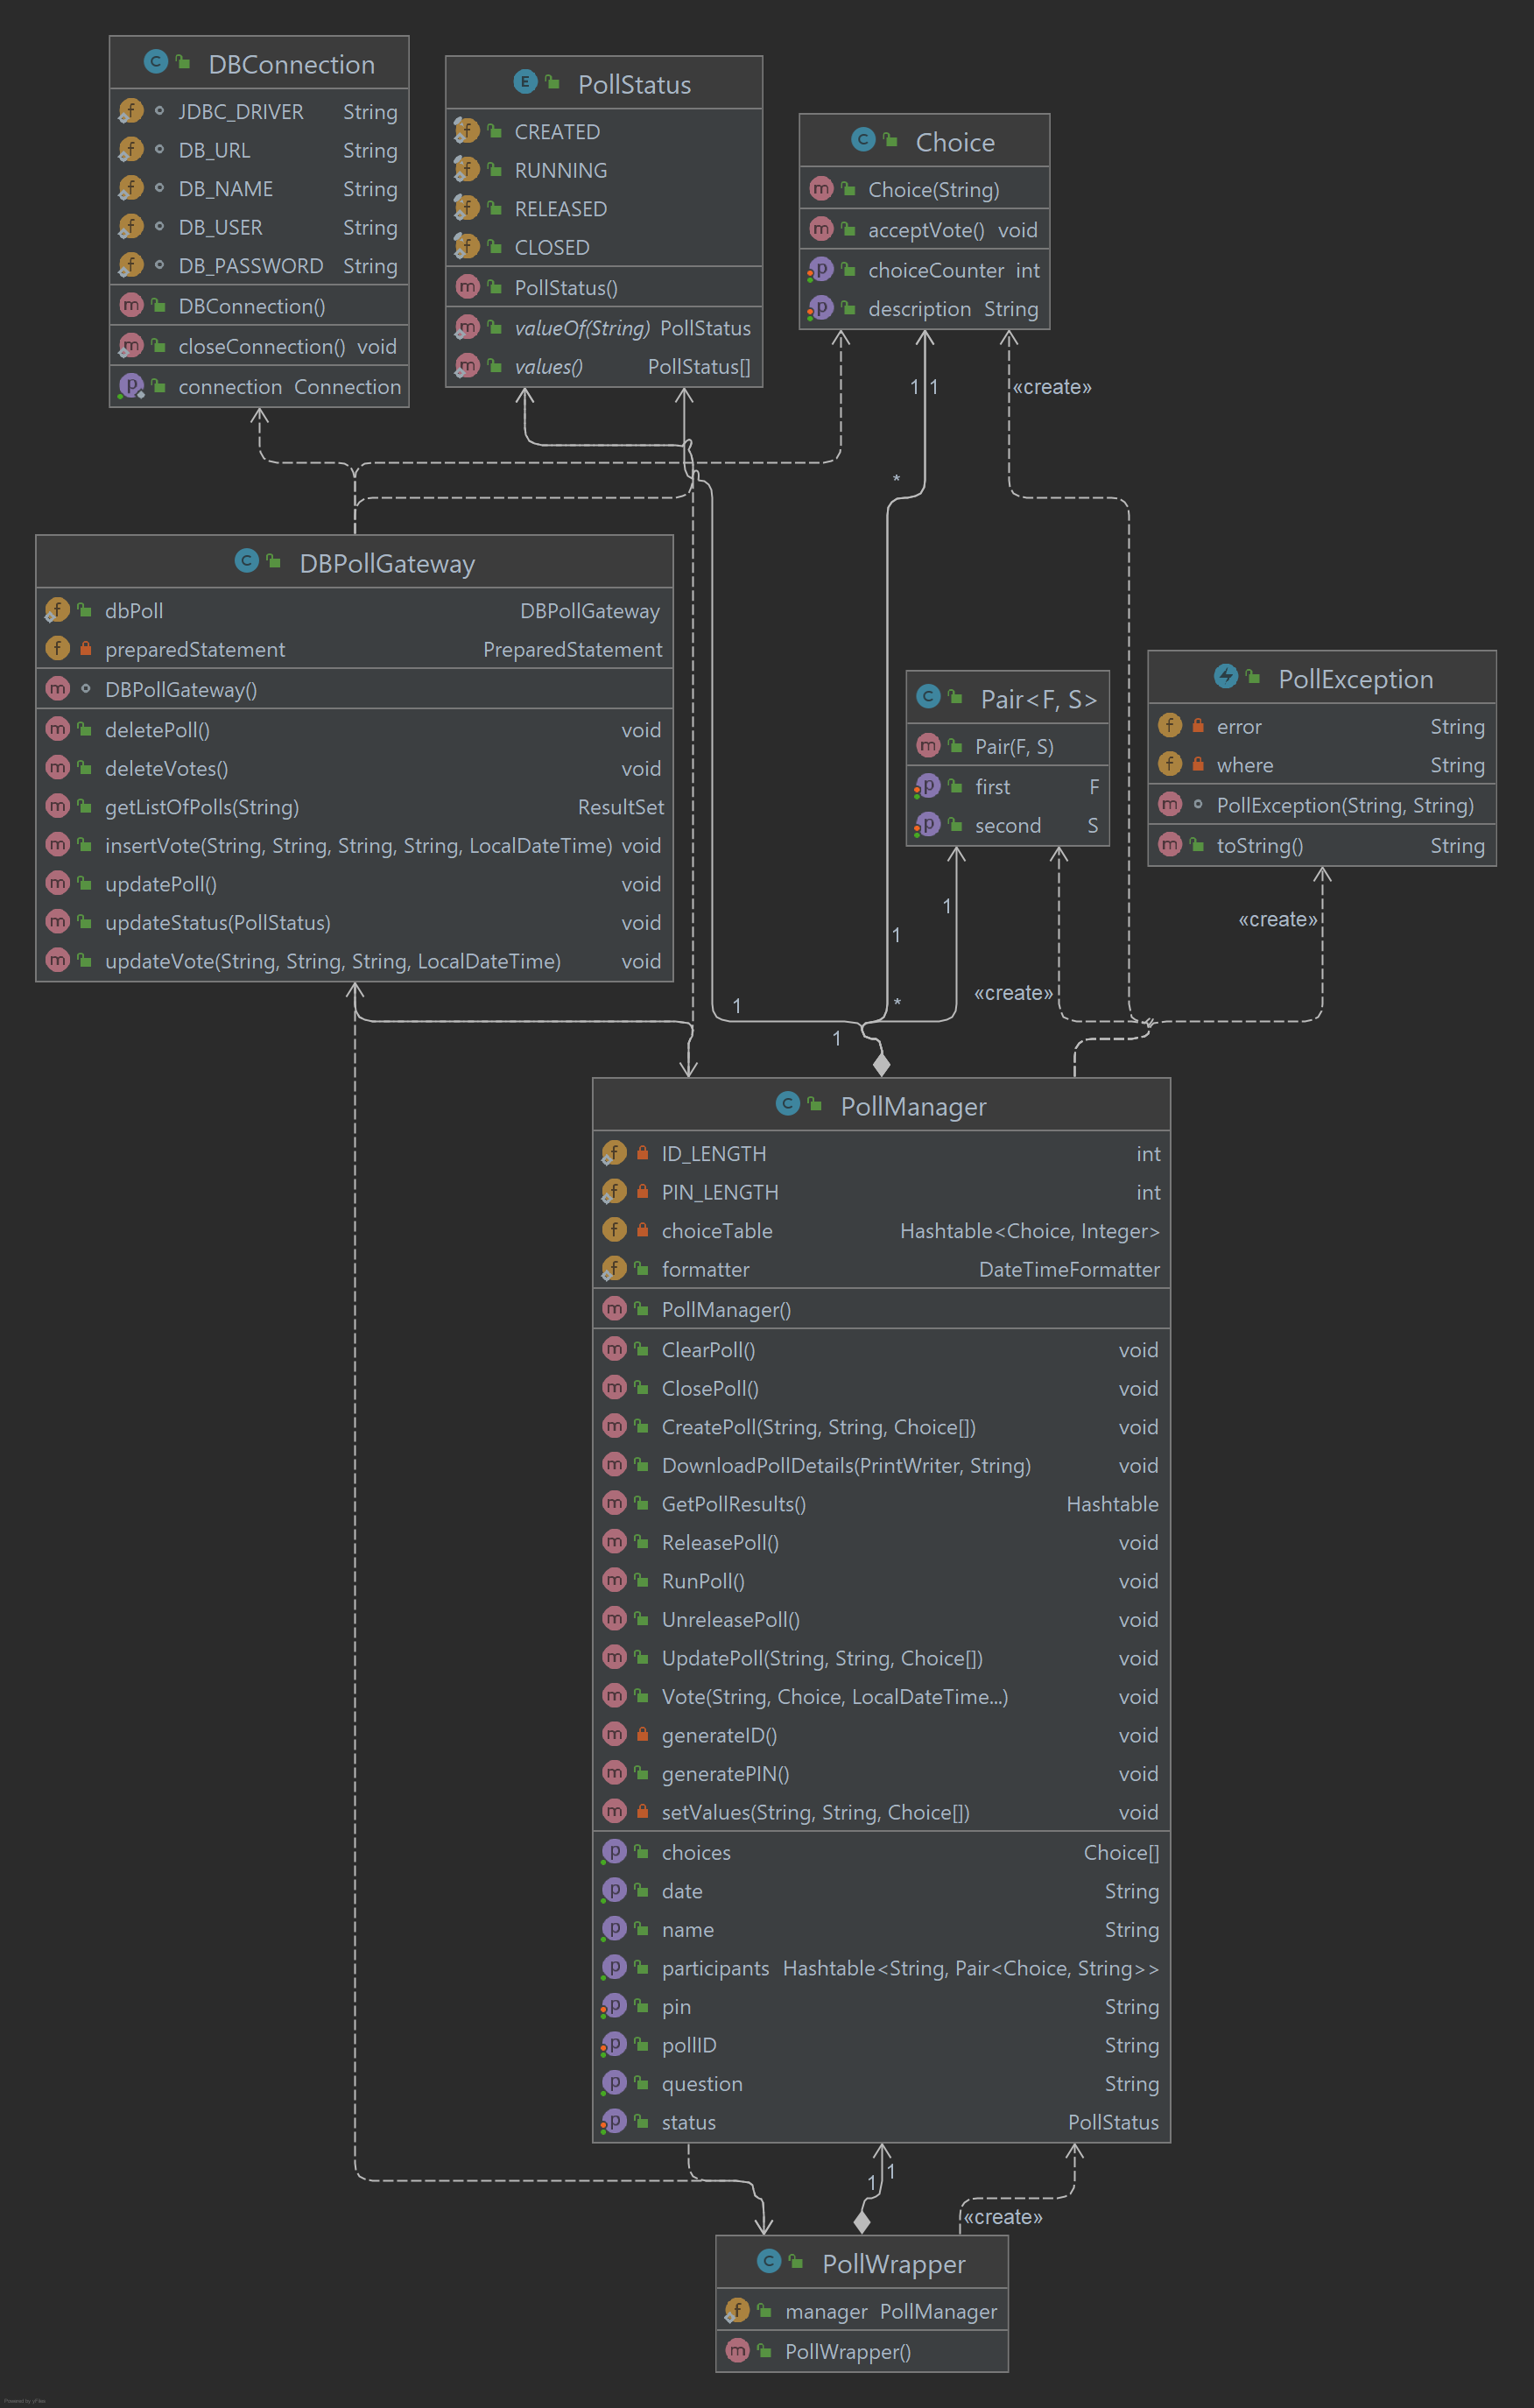 DBConnection
JDBC_DRIVER String
DB_URL String
DB_NAME String
DB_USER String
DB_PASSWORD String
DBConnection()
closeConnection() void
connection Connection
PollStatus
CREATED
RUNNING
RELEASED
CLOSED
PollStatus()
valueOf(String) PollStatus
values() PollStatus[]
Choice
Choice(String)
acceptVote() void
choiceCounter int
description String
1 1
«create»
*
DBPollGateway
dbPoll DBPollGateway
preparedStatement PreparedStatement
DBPollGateway()
deletePoll() void
deleteVotes() void
getListOfPolls(String) ResultSet
insertVote(String, String, String, String, LocalDateTime) void
updatePoll() void
updateStatus(PollStatus) void
updateVote(String, String, String, LocalDateTime) void
Pair<F, S>
Pair(F, S)
first F
second S
PollException
error String
where String
PollException(String, String)
toString() String
1
1
«create»
«create»
1
*
1
PollManager
ID_LENGTH int
PIN_LENGTH int
choiceTable Hashtable<Choice, Integer>
formatter DateTimeFormatter
PollManager()
ClearPoll() void
ClosePoll() void
CreatePoll(String, String, Choice[]) void
DownloadPollDetails(PrintWriter, String) void
GetPollResults() Hashtable
ReleasePoll() void
RunPoll() void
UnreleasePoll() void
UpdatePoll(String, String, Choice[]) void
Vote(String, Choice, LocalDateTime...) void
generateID() void
generatePIN() void
setValues(String, String, Choice[]) void
choices Choice[]
date String
name String
participants Hashtable<String, Pair<Choice, String>>
pin String
pollID String
question String
status PollStatus
1 1
«create»
PollWrapper
manager PollManager
PollWrapper()
Powered by yFiles